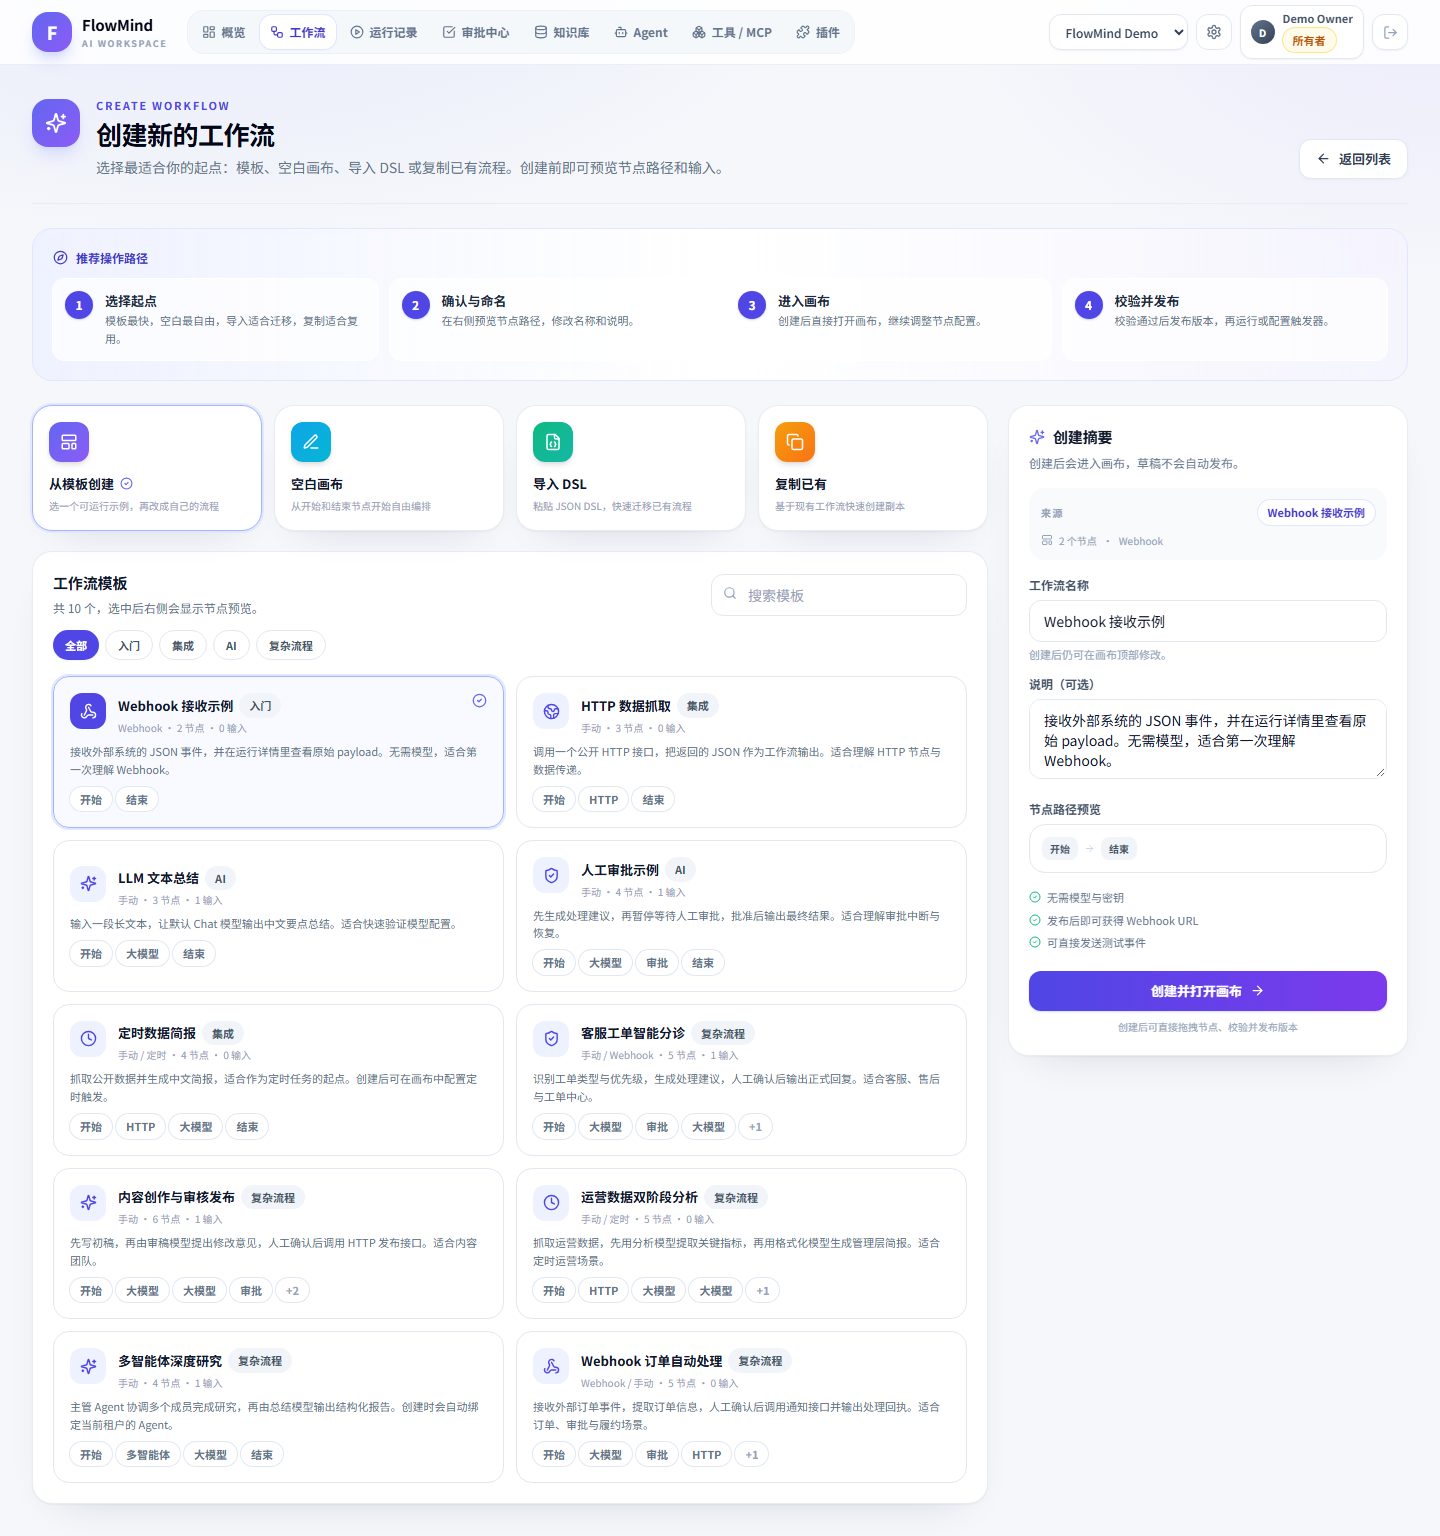 F
FlowMind
AI WORKSPACE
概览
工作流
运行记录
审批中心
知识库
Agent
工具 / MCP
插件
FlowMind Demo
D
Demo Owner
所有者
CREATE WORKFLOW
创建新的工作流
选择最适合你的起点：模板、空白画布、导入 DSL 或复制已有流程。创建前即可预览节点路径和输入。
返回列表
推荐操作路径
1
选择起点
模板最快，空白最自由，导入适合迁移，复制适合复
用。
2
确认与命名
在右侧预览节点路径，修改名称和说明。
3
进入画布
创建后直接打开画布，继续调整节点配置。
4
校验并发布
校验通过后发布版本，再运行或配置触发器。
从模板创建
选一个可运行示例，再改成自己的流程
空白画布
从开始和结束节点开始自由编排
导入 DSL
粘贴 JSON DSL，快速迁移已有流程
复制已有
基于现有工作流快速创建副本
工作流模板
共 10 个，选中后右侧会显示节点预览。
搜索模板
全部
入门
集成
AI
复杂流程
Webhook 接收示例 入门
Webhook • 2 节点 • 0 输入
接收外部系统的 JSON 事件，并在运行详情里查看原始 payload。无需模型，适合第
一次理解 Webhook。
开始 结束
HTTP 数据抓取 集成
手动 • 3 节点 • 0 输入
调用一个公开 HTTP 接口，把返回的 JSON 作为工作流输出。适合理解 HTTP 节点与
数据传递。
开始 HTTP 结束
LLM 文本总结 AI
手动 • 3 节点 • 1 输入
输入一段长文本，让默认 Chat 模型输出中文要点总结。适合快速验证模型配置。
开始 大模型 结束
人工审批示例 AI
手动 • 4 节点 • 1 输入
先生成处理建议，再暂停等待人工审批，批准后输出最终结果。适合理解审批中断与
恢复。
开始 大模型 审批 结束
定时数据简报 集成
手动 / 定时 • 4 节点 • 0 输入
抓取公开数据并生成中文简报，适合作为定时任务的起点。创建后可在画布中配置定
时触发。
开始 HTTP 大模型 结束
客服工单智能分诊 复杂流程
手动 / Webhook • 5 节点 • 1 输入
识别工单类型与优先级，生成处理建议，人工确认后输出正式回复。适合客服、售后
与工单中心。
开始 大模型 审批 大模型 +1
内容创作与审核发布 复杂流程
手动 • 6 节点 • 1 输入
先写初稿，再由审稿模型提出修改意见，人工确认后调用 HTTP 发布接口。适合内容
团队。
开始 大模型 大模型 审批 +2
运营数据双阶段分析 复杂流程
手动 / 定时 • 5 节点 • 0 输入
抓取运营数据，先用分析模型提取关键指标，再用格式化模型生成管理层简报。适合
定时运营场景。
开始 HTTP 大模型 大模型 +1
多智能体深度研究 复杂流程
手动 • 4 节点 • 1 输入
主管 Agent 协调多个成员完成研究，再由总结模型输出结构化报告。创建时会自动绑
定当前租户的 Agent。
开始 多智能体 大模型 结束
Webhook 订单自动处理 复杂流程
Webhook / 手动 • 5 节点 • 0 输入
接收外部订单事件，提取订单信息，人工确认后调用通知接口并输出处理回执。适合
订单、审批与履约场景。
开始 大模型 审批 HTTP +1
创建摘要
创建后会进入画布，草稿不会自动发布。
来源
Webhook 接收示例
2 个节点 • Webhook
工作流名称
Webhook 接收示例
创建后仍可在画布顶部修改。
说明（可选）
接收外部系统的 JSON 事件，并在运行详情里查看原
始 payload。无需模型，适合第一次理解
Webhook。
节点路径预览
开始 → 结束
无需模型与密钥
发布后即可获得 Webhook URL
可直接发送测试事件
创建并打开画布 →
创建后可直接拖拽节点、校验并发布版本